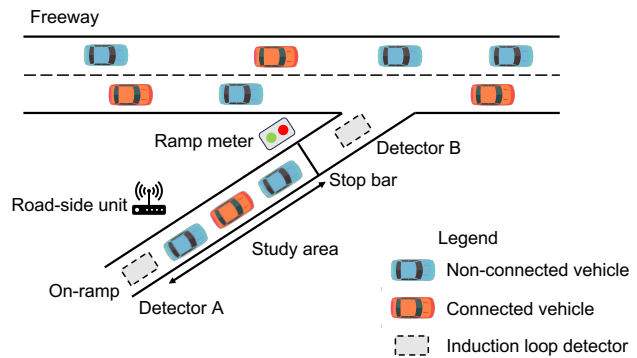 Freeway
Ramp meter
Detector B
Stop bar
Road-side unit
Study area
On-ramp
Detector A
Legend
Non-connected vehicle
Connected vehicle
Induction loop detector